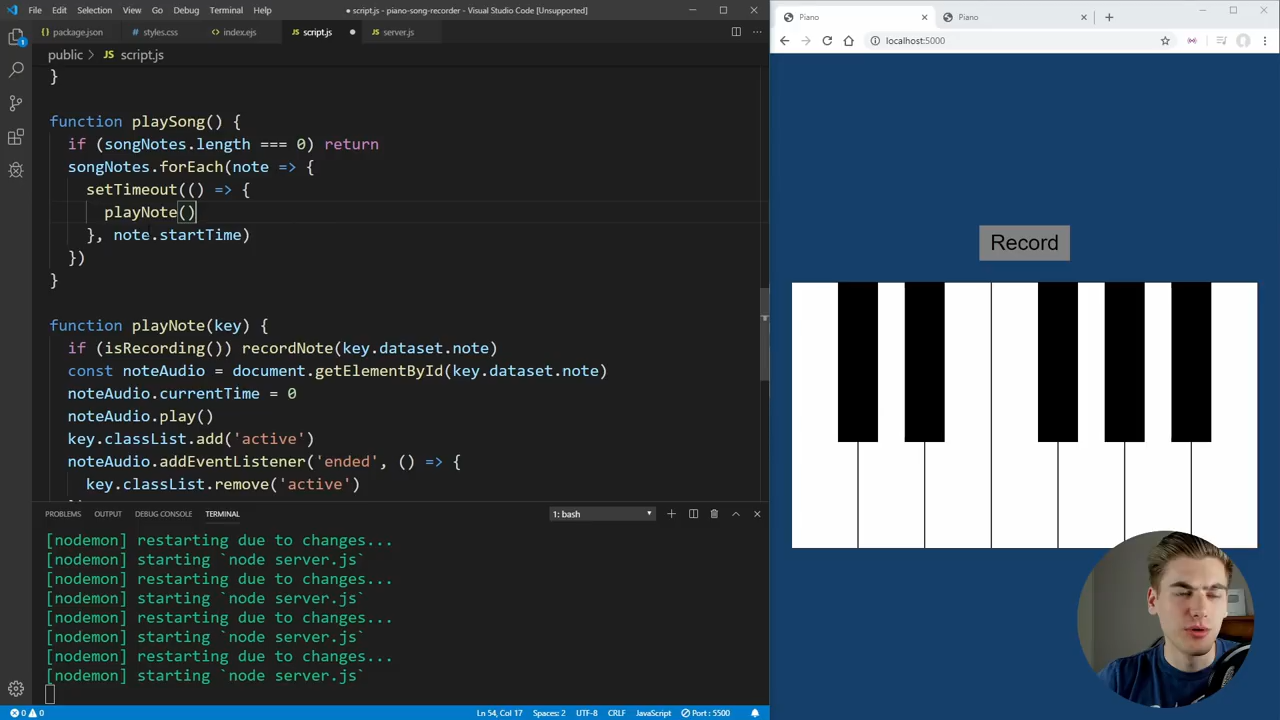 File Edit Selection View Go Debug Terminal Help
● script.js - piano-song-recorder - Visual Studio Code [Unsupported]
package.json
styles.css
index.ejs
JS script.js ●
JS server.js
public > JS script.js
}
function playSong() {
if (songNotes.length === 0) return
songNotes.forEach(note => {
setTimeout(() => {
playNote()
}, note.startTime)
})
}
function playNote(key) {
if (isRecording()) recordNote(key.dataset.note)
const noteAudio = document.getElementById(key.dataset.note)
noteAudio.currentTime = 0
noteAudio.play()
key.classList.add('active')
noteAudio.addEventListener('ended', () => {
key.classList.remove('active')
PROBLEMS OUTPUT DEBUG CONSOLE TERMINAL
1: bash
[nodemon] restarting due to changes...
[nodemon] starting `node server.js`
[nodemon] restarting due to changes...
[nodemon] starting `node server.js`
[nodemon] restarting due to changes...
[nodemon] starting `node server.js`
[nodemon] restarting due to changes...
[nodemon] starting `node server.js`
0 0
Ln 54, Col 17 Spaces: 2 UTF-8 CRLF JavaScript Port : 5500
Piano
Piano
localhost:5000
Record